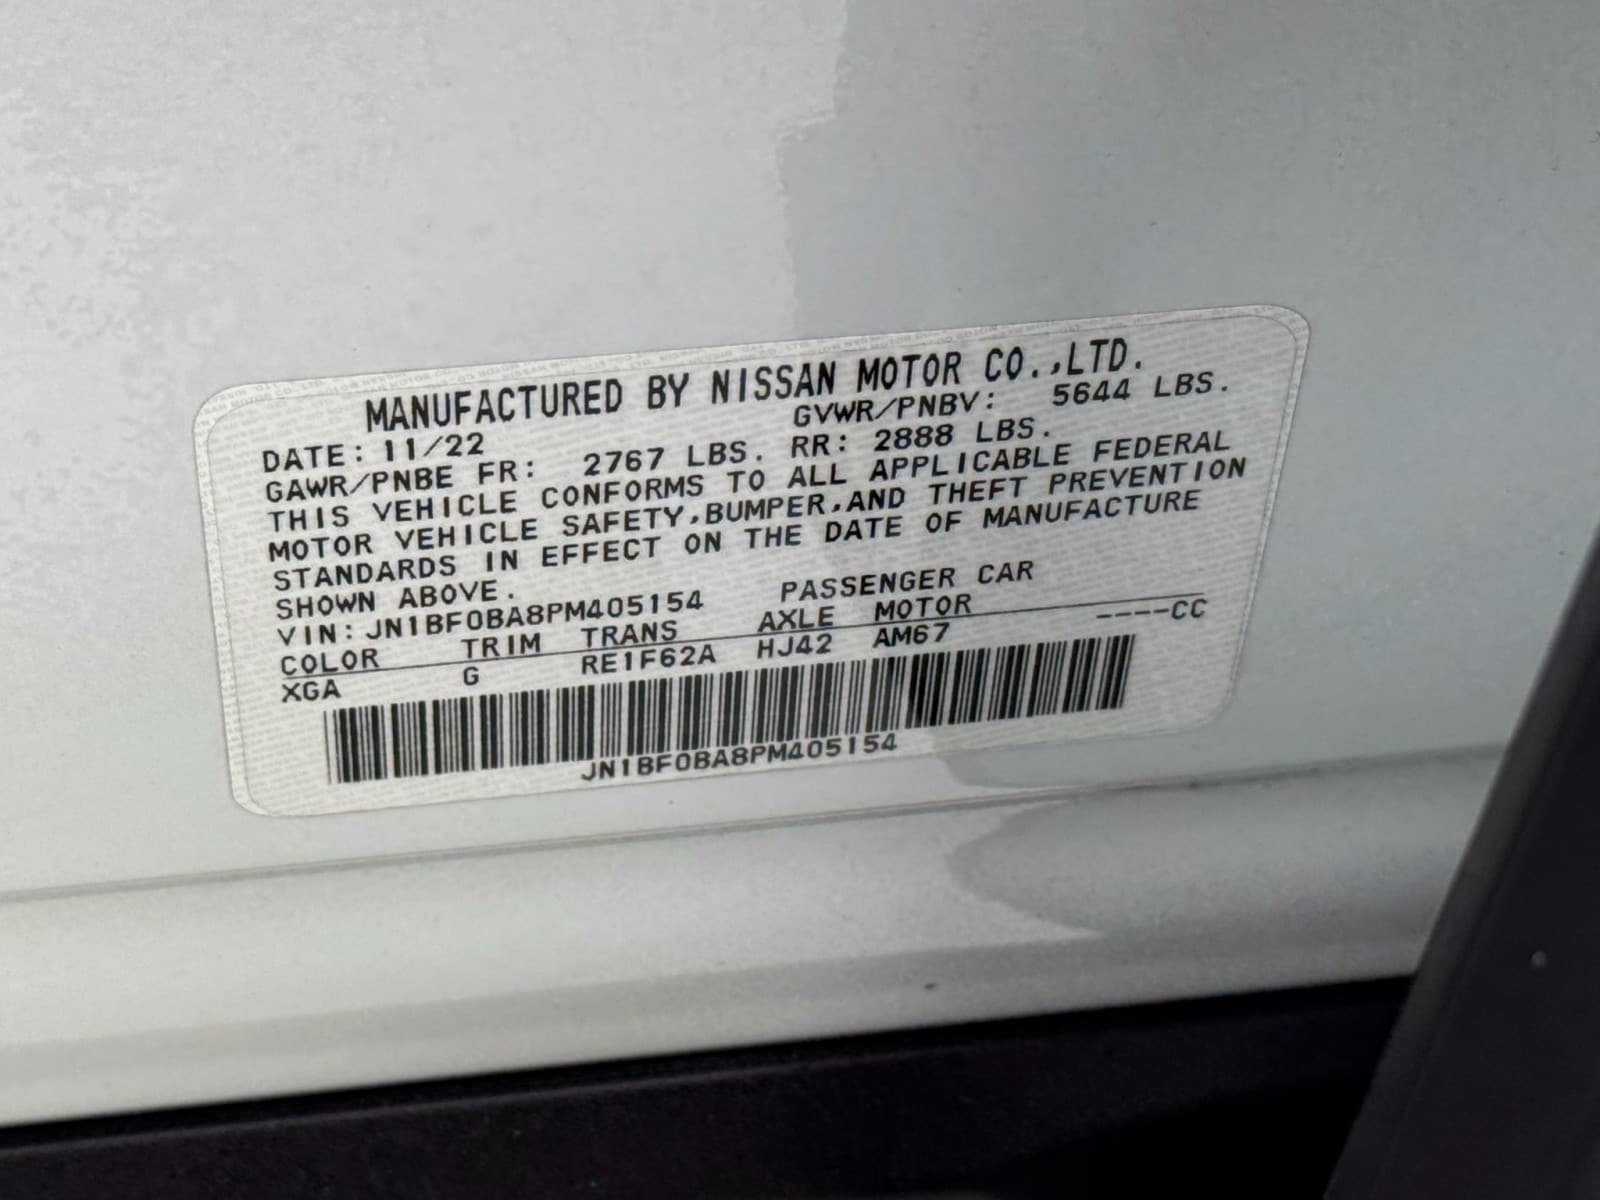 MANUFACTURED BY NISSAN MOTOR CO.,LTD.
DATE: 11/22 GVWR/PNBV: 5644 LBS.
GAWR/PNBE FR: 2767 LBS. RR: 2888 LBS.
THIS VEHICLE CONFORMS TO ALL APPLICABLE FEDERAL
MOTOR VEHICLE SAFETY,BUMPER,AND THEFT PREVENTION
STANDARDS IN EFFECT ON THE DATE OF MANUFACTURE
SHOWN ABOVE.
VIN: JN1BF0BA8PM405154 PASSENGER CAR
COLOR TRIM TRANS AXLE MOTOR
XGA G RE1F62A HJ42 AM67 ----CC
JN1BF0BA8PM405154